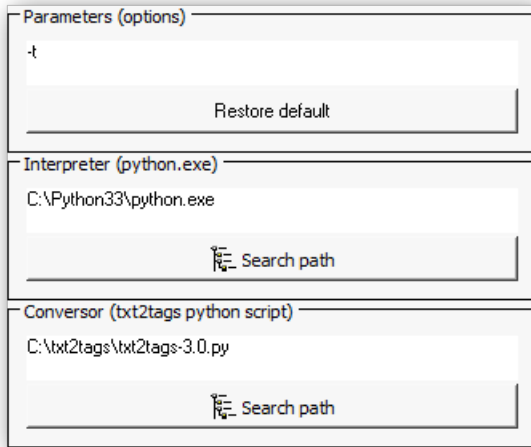 Parameters (options)
-t
Restore default
Interpreter (python.exe)
C:\Python33\python.exe
Search path
Conversor (txt2tags python script)
C:\txt2tags\txt2tags-3.0.py
Search path